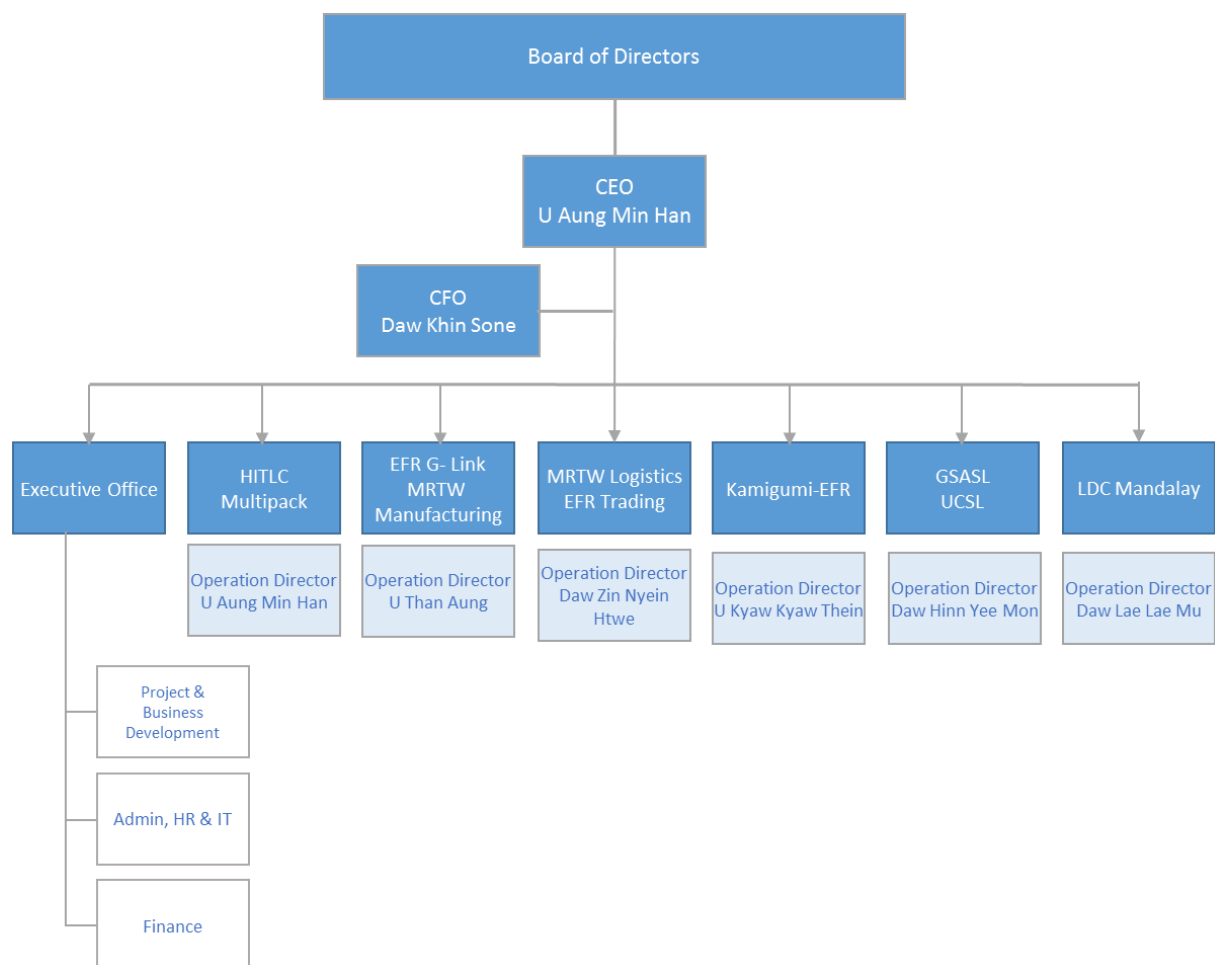 Board of Directors
CEO
U Aung Min Han
CFO
Daw Khin Sone
Executive Office
HITLC
Multipack
EFR G- Link
MRTW
Manufacturing
MRTW Logistics
EFR Trading
Kamigumi-EFR
GSASL
UCSL
LDC Mandalay
Operation Director
U Aung Min Han
Operation Director
U Than Aung
Operation Director
Daw Zin Nyein
Htwe
Operation Director
U Kyaw Kyaw Thein
Operation Director
Daw Hinn Yee Mon
Operation Director
Daw Lae Lae Mu
Project &
Business
Development
Admin, HR & IT
Finance